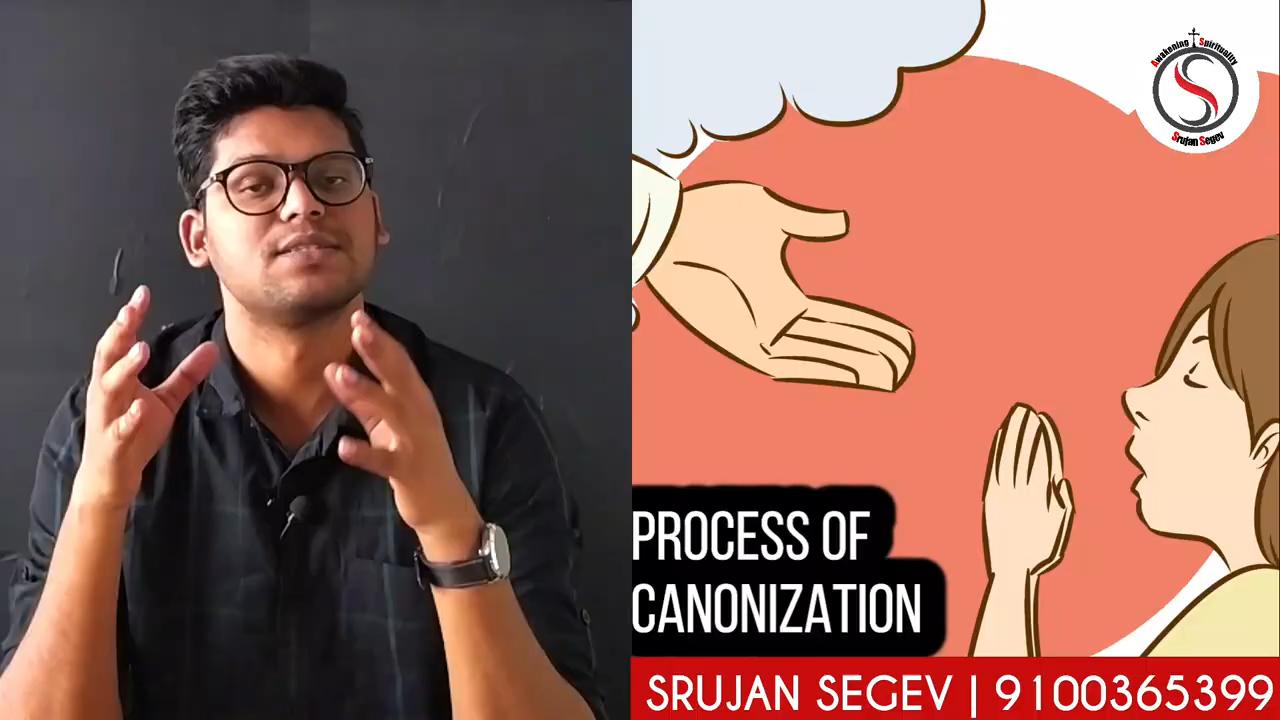 Awakening Spirituality
Srujan Segev
PROCESS OF
CANONIZATION
SRUJAN SEGEV | 9100365399